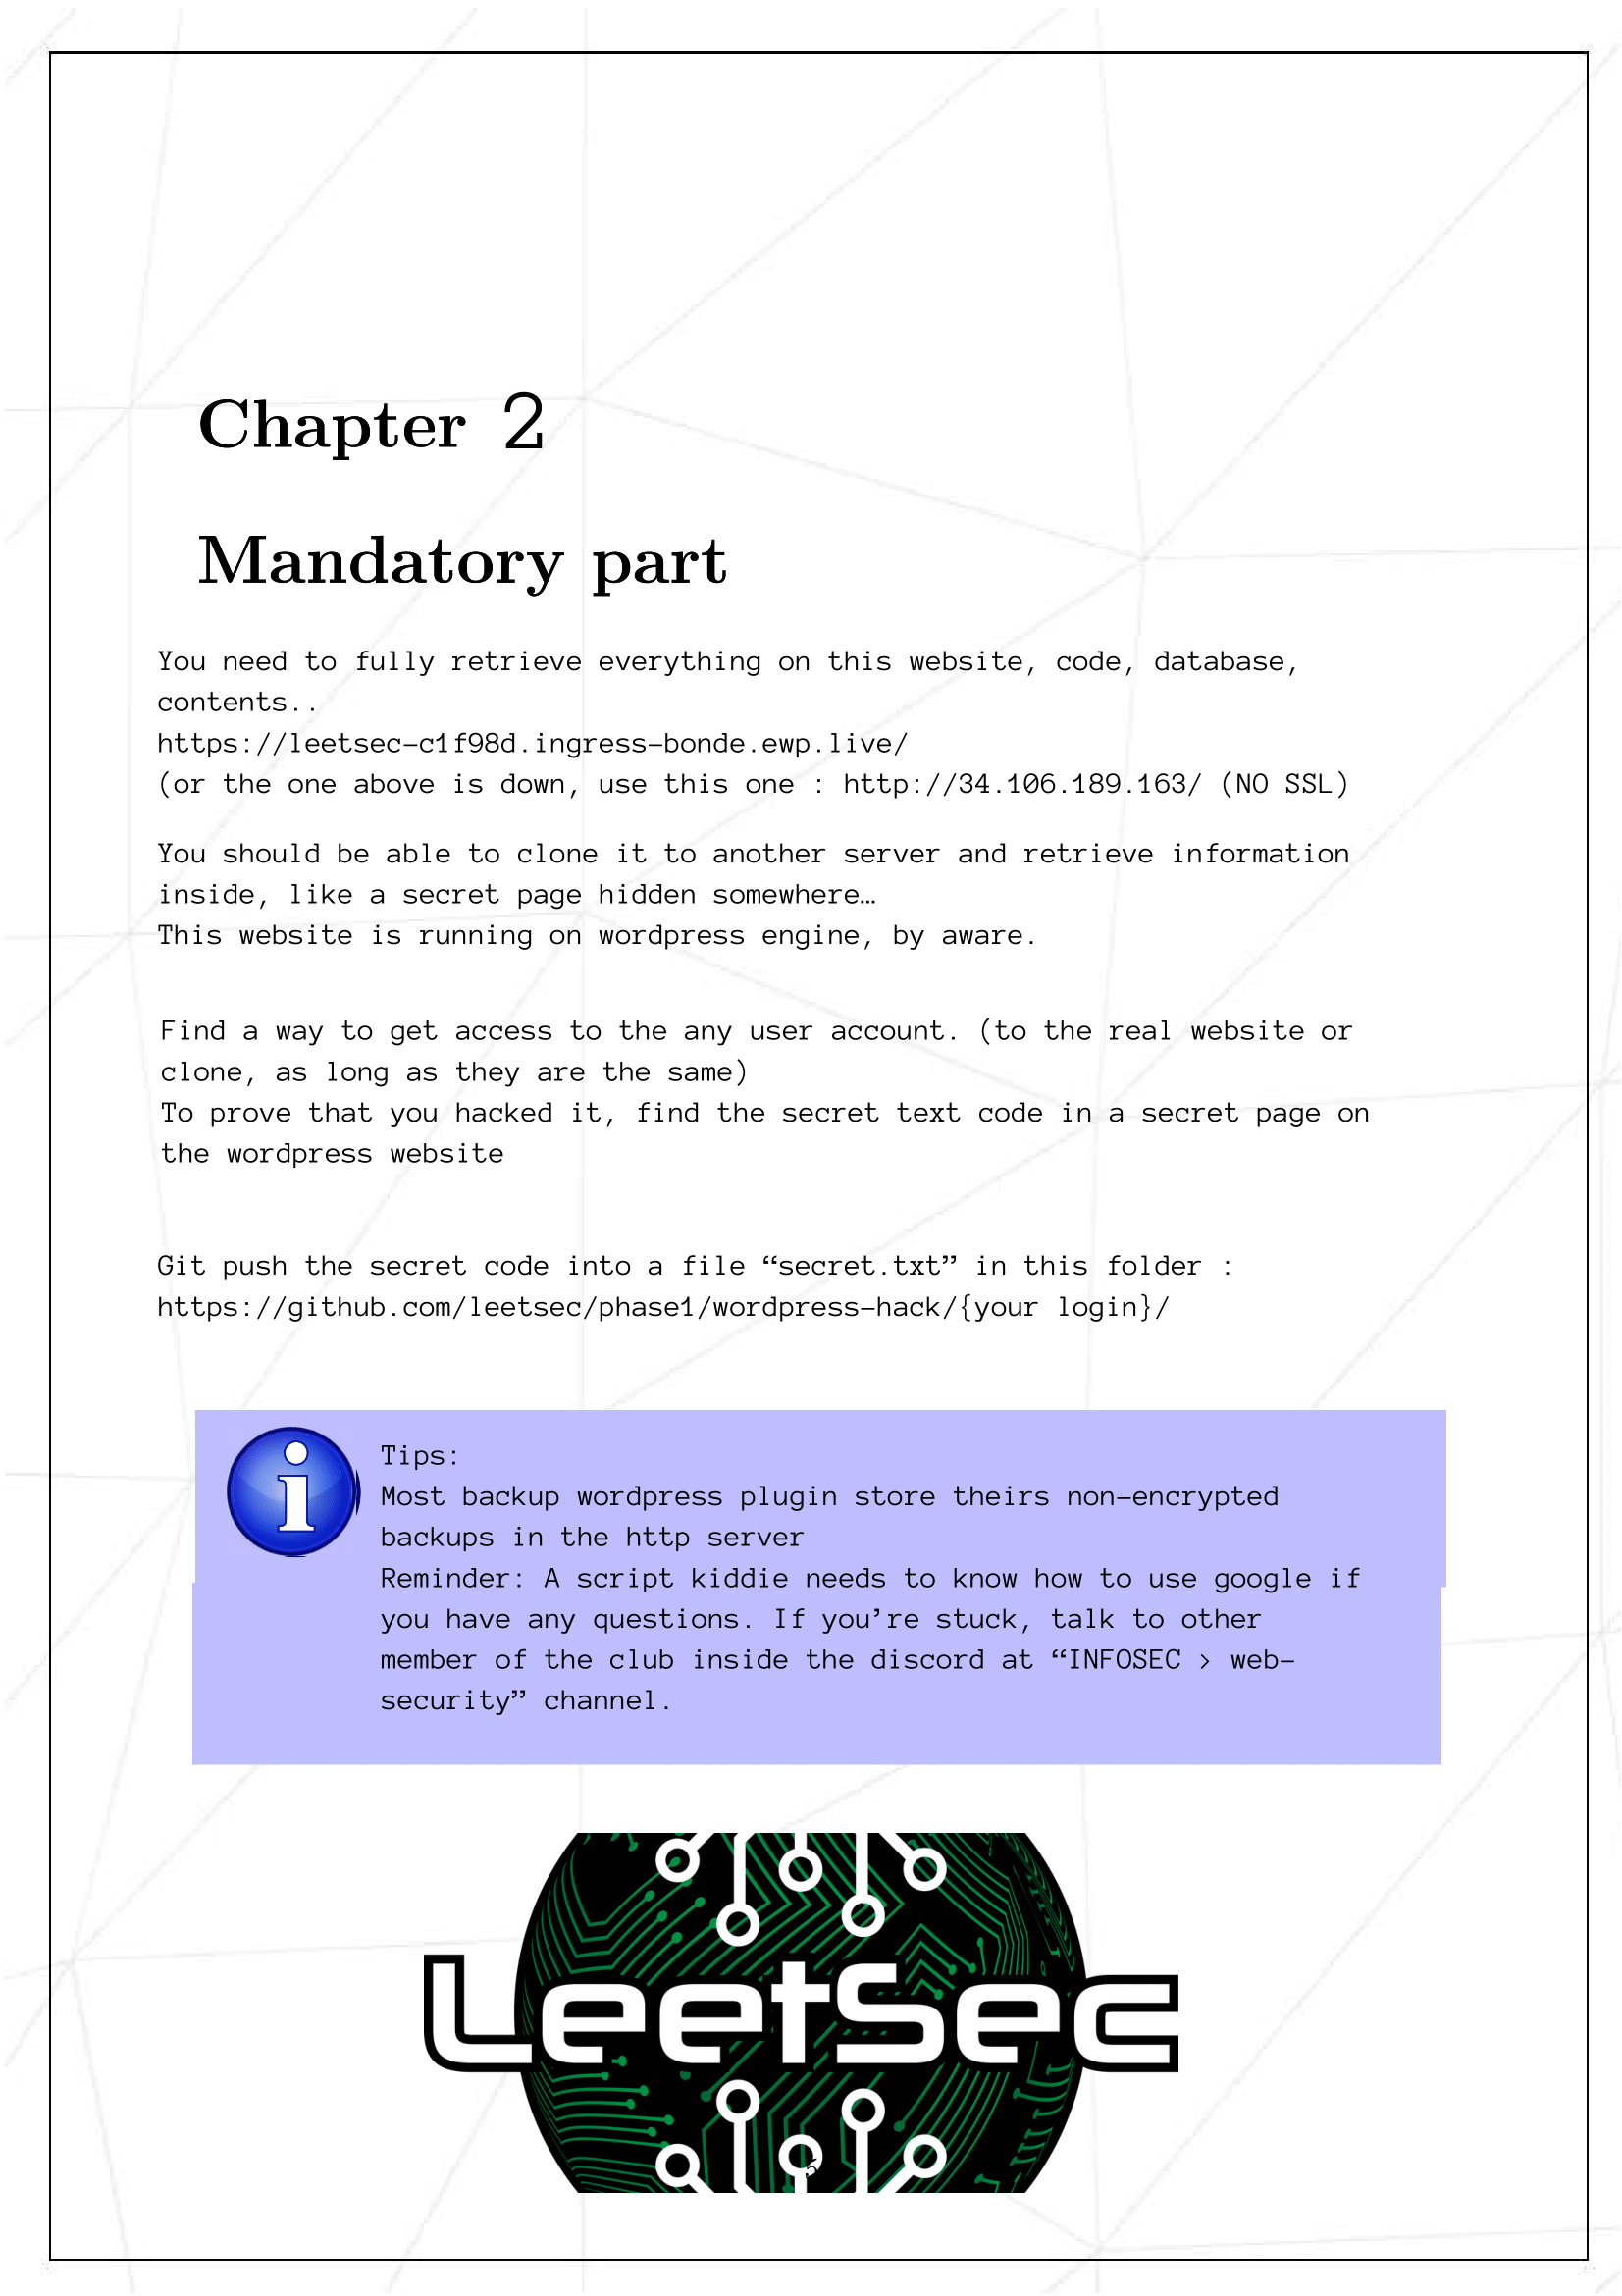 Chapter 2
Mandatory part
You need to fully retrieve everything on this website, code, database,
contents..
https://leetsec-c1f98d.ingress-bonde.ewp.live/
(or the one above is down, use this one : http://34.106.189.163/ (NO SSL)
You should be able to clone it to another server and retrieve information
inside, like a secret page hidden somewhere…
This website is running on wordpress engine, by aware.
Find a way to get access to the any user account. (to the real website or
clone, as long as they are the same)
To prove that you hacked it, find the secret text code in a secret page on
the wordpress website
Git push the secret code into a file “secret.txt” in this folder :
https://github.com/leetsec/phase1/wordpress-hack/{your login}/
Tips:
Most backup wordpress plugin store theirs non-encrypted
backups in the http server
Reminder: A script kiddie needs to know how to use google if
you have any questions. If you’re stuck, talk to other
member of the club inside the discord at “INFOSEC > web-
security” channel.
LeetSec